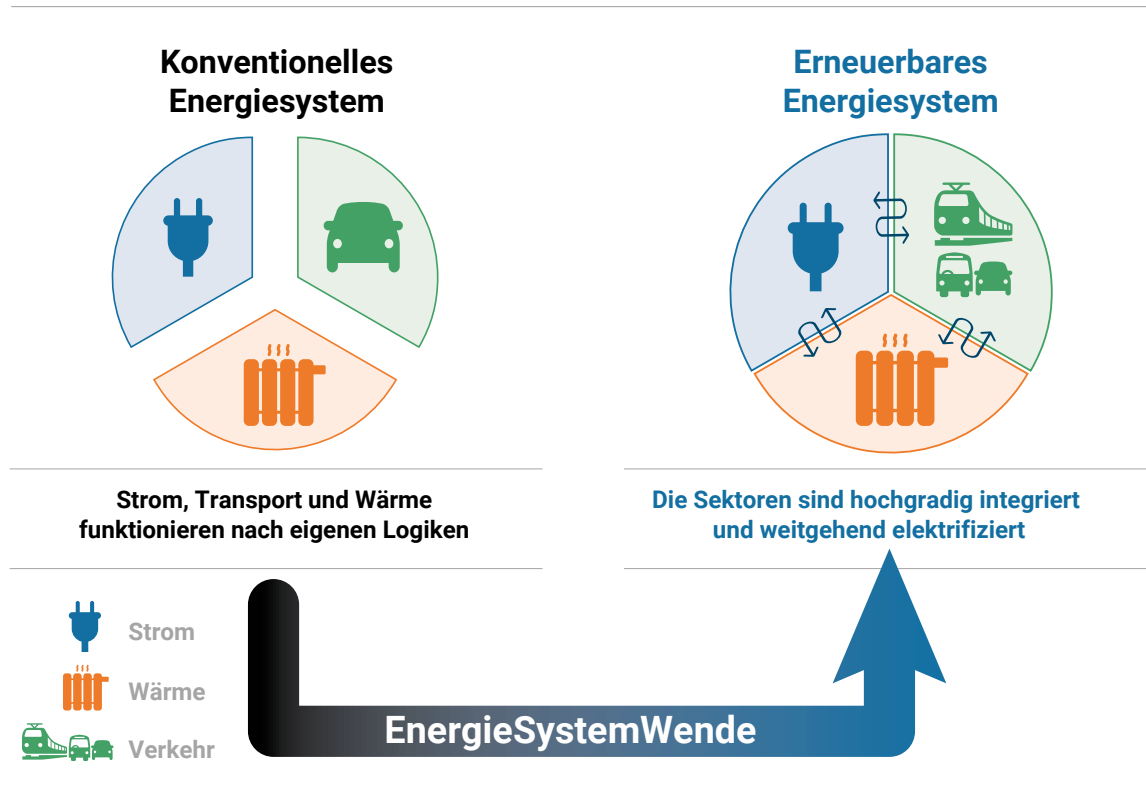 Konventionelles
Energiesystem
Erneuerbares
Energiesystem
Strom, Transport und Wärme
funktionieren nach eigenen Logiken
Die Sektoren sind hochgradig integriert
und weitgehend elektrifiziert
Strom
Wärme
Verkehr
EnergieSystemWende